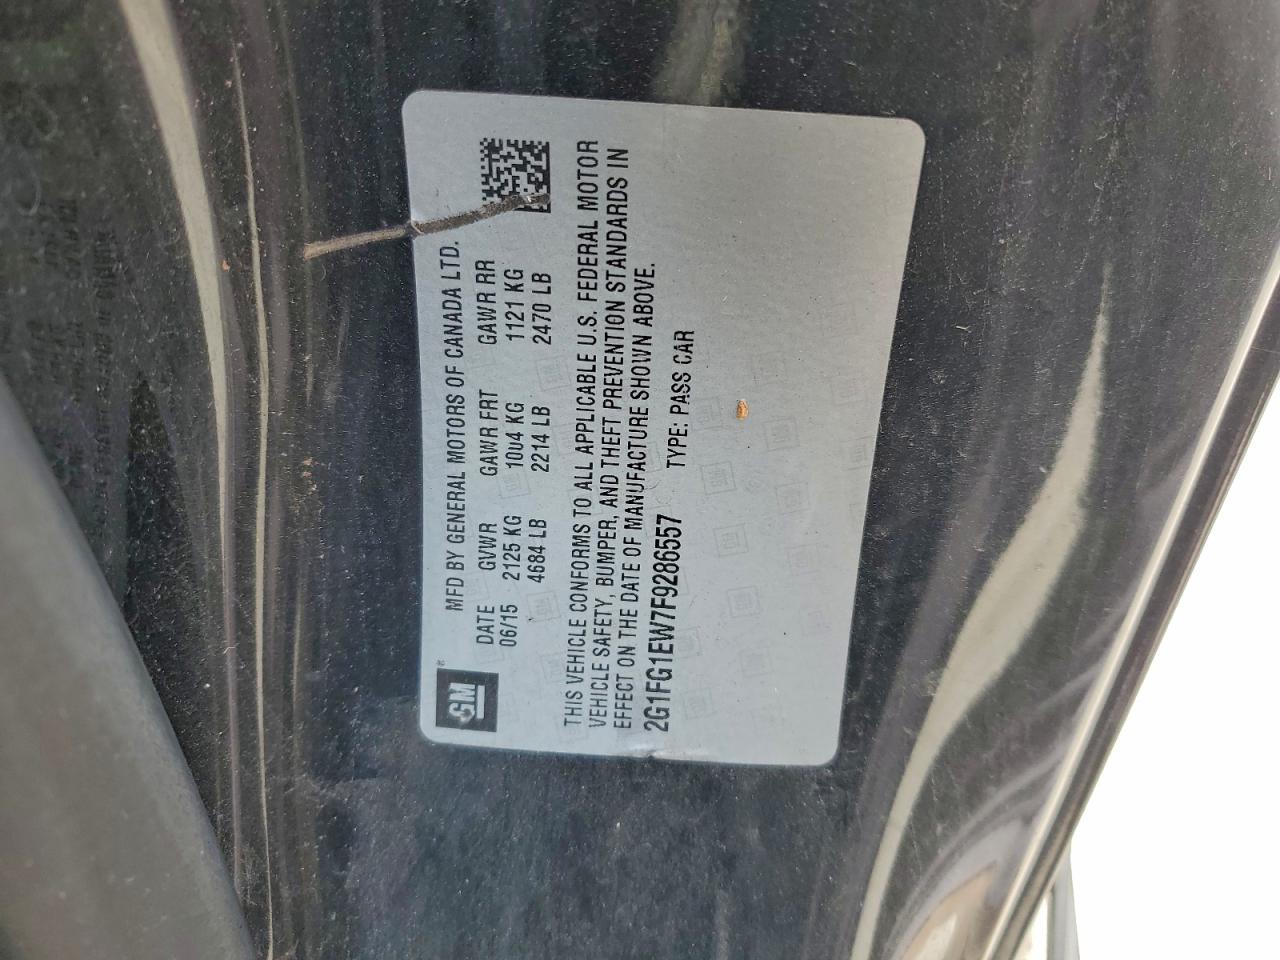 GM®
MFD BY GENERAL MOTORS OF CANADA LTD.
DATE GVWR GAWR FRT GAWR RR
06/15 2125 KG 1004 KG 1121 KG
4684 LB 2214 LB 2470 LB
THIS VEHICLE CONFORMS TO ALL APPLICABLE U.S. FEDERAL MOTOR
VEHICLE SAFETY, BUMPER, AND THEFT PREVENTION STANDARDS IN
EFFECT ON THE DATE OF MANUFACTURE SHOWN ABOVE.
2G1FG1EW7F9286557 TYPE: PASS CAR